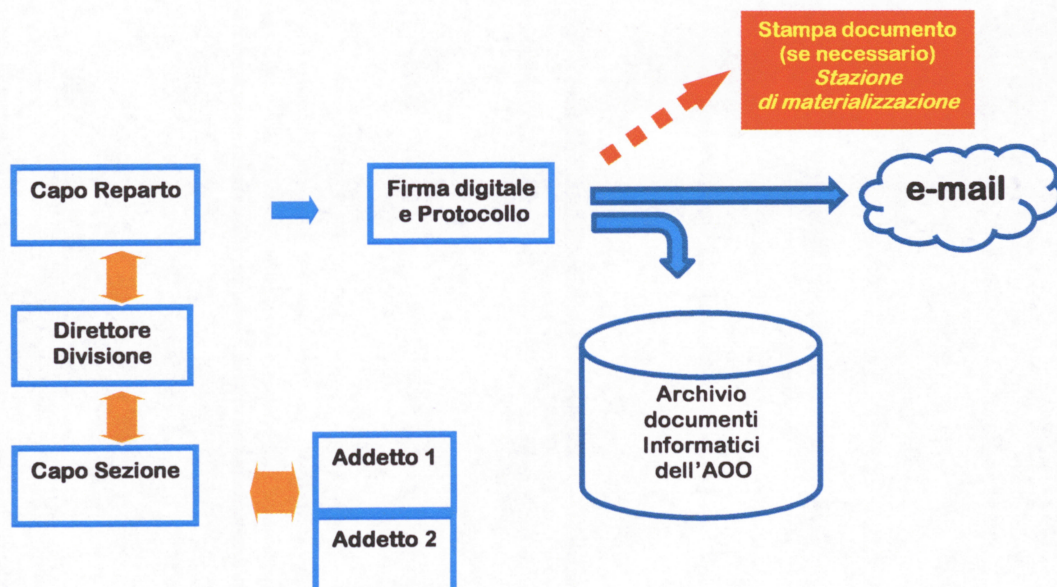 Stampa documento
(se necessario)
Stazione
di materializzazione
Capo Reparto
Firma digitale
e Protocollo
e-mail
Direttore
Divisione
Archivio
documenti
Informatici
dell'AOO
Capo Sezione
Addetto 1
Addetto 2